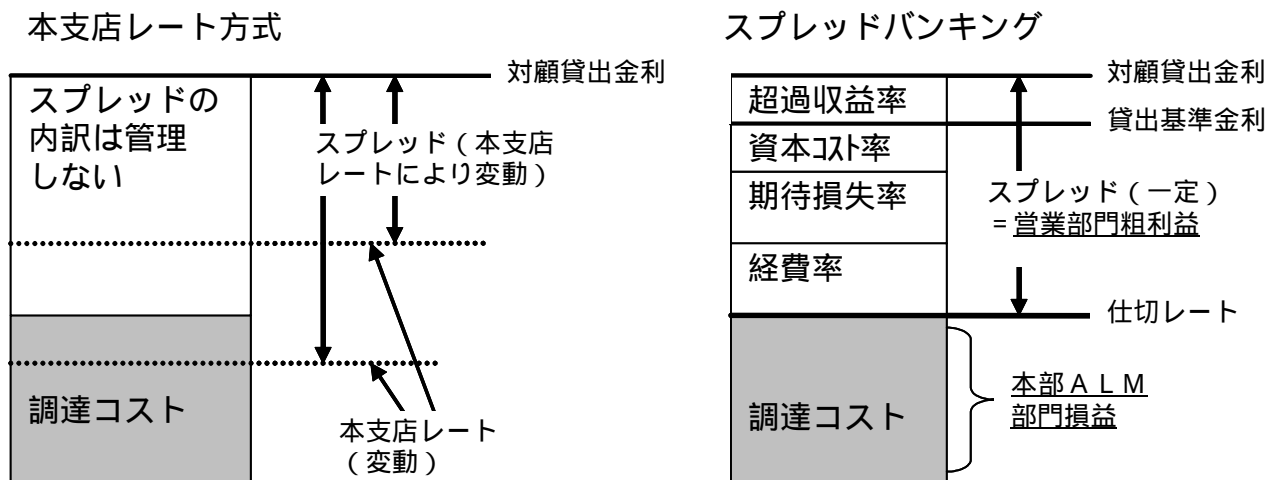 本支店レート方式
対顧貸出金利
スプレッドの
内訳は管理
しない
スプレッド(本支店
レートにより変動)
調達コスト
本支店レート
(変動)
スプレッドバンキング
対顧貸出金利
超過収益率
貸出基準金利
資本コスト率
期待損失率
スプレッド(一定)
=営業部門粗利益
経費率
仕切レート
調達コスト
本部ALM
部門損益